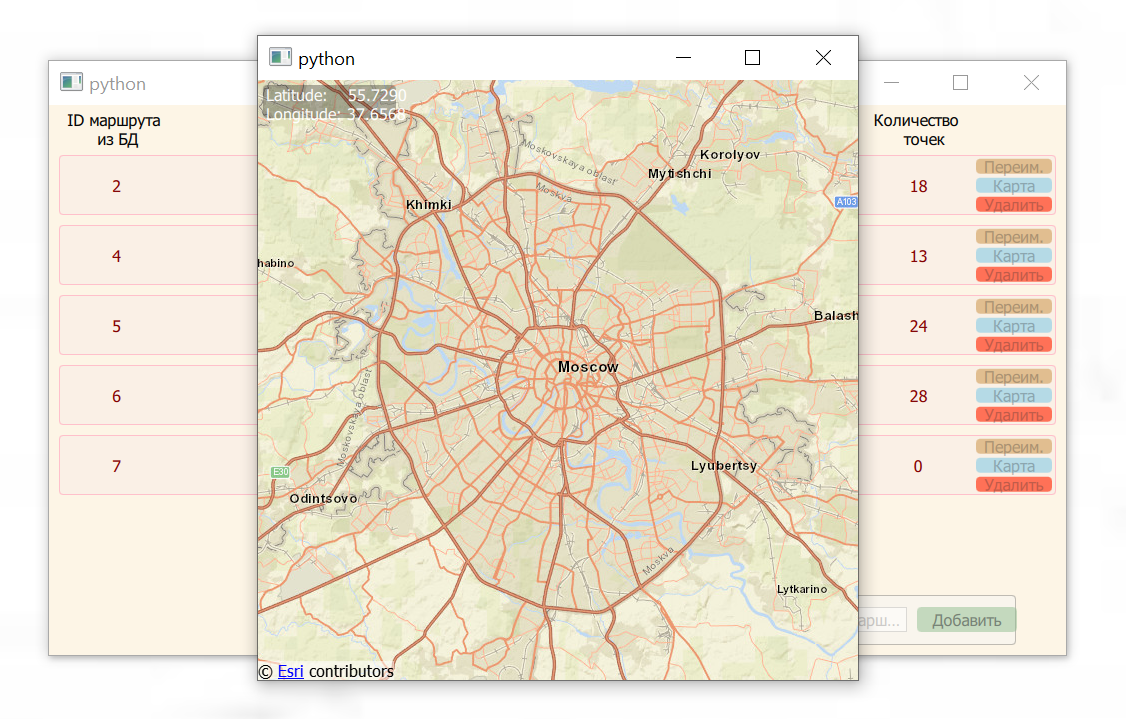 python
python
ID маршрута
из БД
Количество
точек
2
18
Переим.
Карта
Удалить
4
13
Переим.
Карта
Удалить
5
24
Переим.
Карта
Удалить
6
28
Переим.
Карта
Удалить
7
0
Переим.
Карта
Удалить
арш...
Добавить
Latitude: 55.7290
Longitude: 37.6568
Moskovskaya oblast
Moskva
Korolyov
Mytishchi
Khimki
A103
habino
Balash
Moscow
Moskovskaya oblast
Lyubertsy
E30
Odintsovo
Moskva
Lytkarino
© Esri contributors